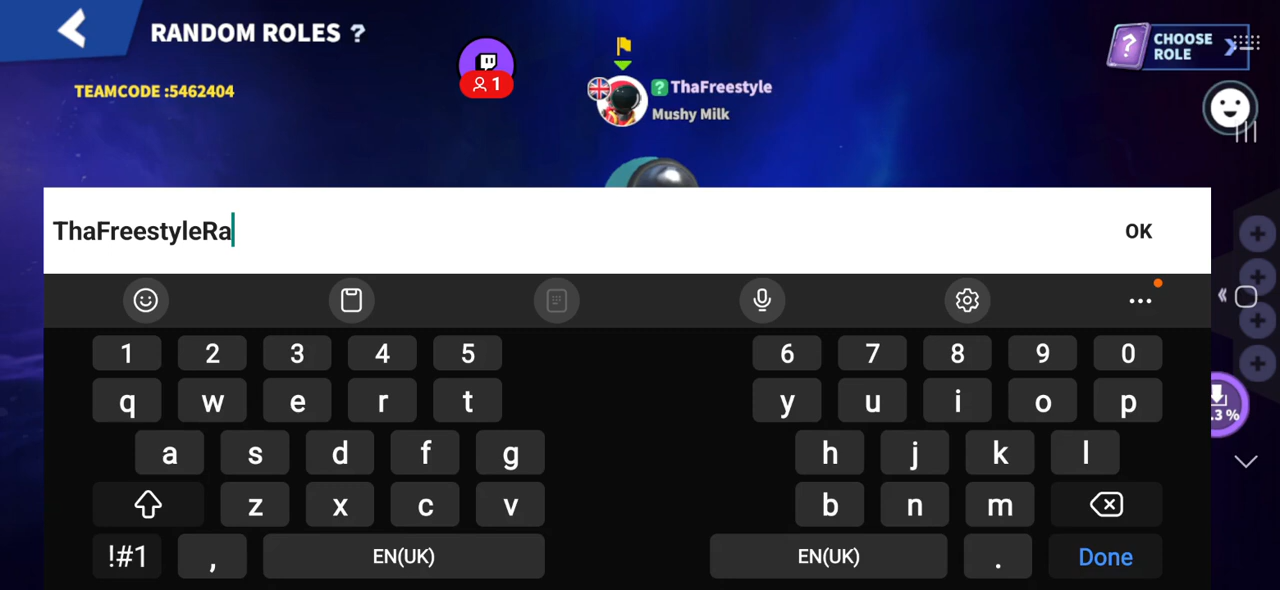 RANDOM ROLES ?
CHOOSE ROLE
TEAMCODE :5462404
1
ThaFreestyle
Mushy Milk
ThaFreestyleRa
OK
1 2 3 4 5 6 7 8 9 0
q w e r t y u i o p
.3 %
a s d f g h j k l
z x c v b n m
!#1 , EN(UK) EN(UK) . Done